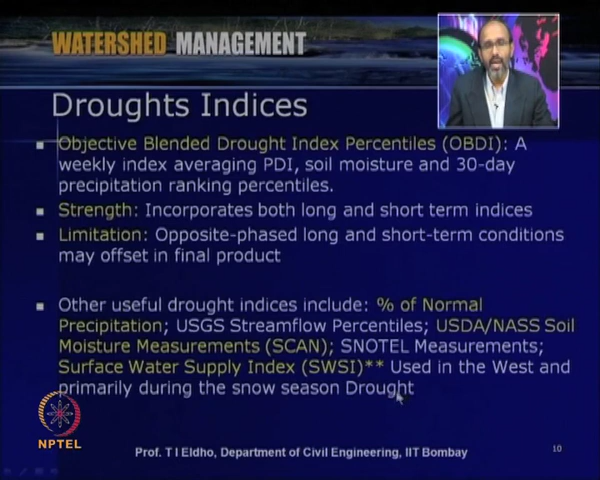 WATERSHED MANAGEMENT
Droughts Indices
Objective Blended Drought Index Percentiles (OBDI): A
weekly index averaging PDI, soil moisture and 30-day
precipitation ranking percentiles.
Strength: Incorporates both long and short term indices
Limitation: Opposite-phased long and short-term conditions
may offset in final product
Other useful drought indices include: % of Normal
Precipitation; USGS Streamflow Percentiles; USDA/NASS Soil
Moisture Measurements (SCAN); SNOTEL Measurements;
Surface Water Supply Index (SWSI)** Used in the West and
primarily during the snow season Drought
NPTEL
Prof. T I Eldho, Department of Civil Engineering, IIT Bombay
10